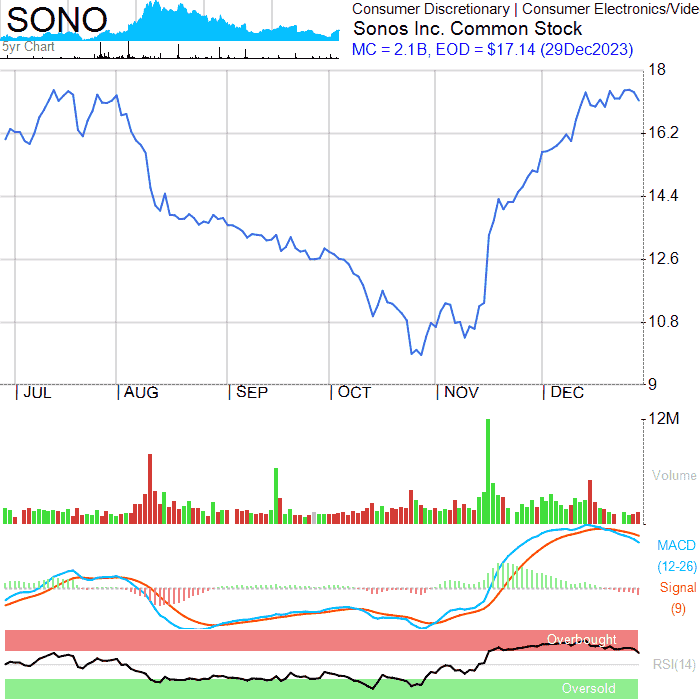 SONO
5yr Chart
Consumer Discretionary | Consumer Electronics/Vide
Sonos Inc. Common Stock
MC = 2.1B, EOD = $17.14 (29Dec2023)
18
16.2
14.4
12.6
10.8
9
| JUL | AUG | SEP | OCT | NOV | DEC
12M
Volume
MACD
(12-26)
Signal
(9)
Overbought
RSI(14)
Oversold